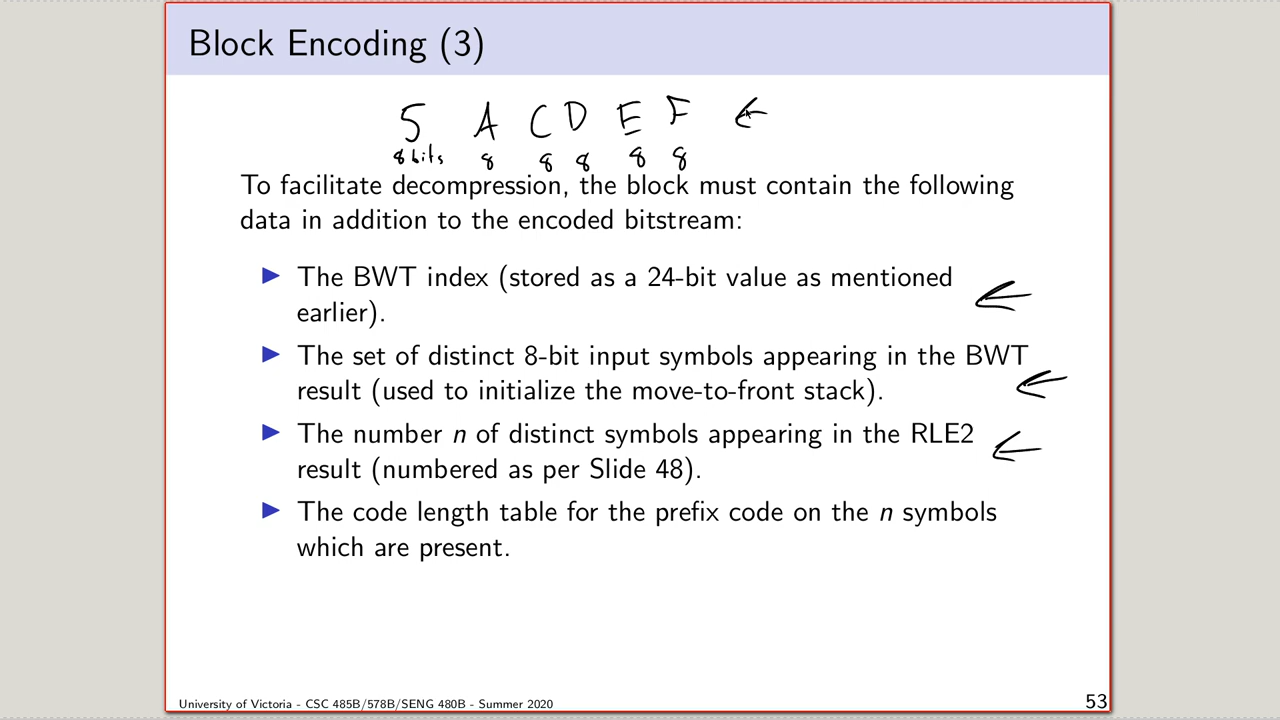 Block Encoding (3)
5 A C D E F
8 bits 8 8 8 8 8
To facilitate decompression, the block must contain the following
data in addition to the encoded bitstream:
The BWT index (stored as a 24-bit value as mentioned
earlier).
The set of distinct 8-bit input symbols appearing in the BWT
result (used to initialize the move-to-front stack).
The number n of distinct symbols appearing in the RLE2
result (numbered as per Slide 48).
The code length table for the prefix code on the n symbols
which are present.
University of Victoria - CSC 485B/578B/SENG 480B - Summer 2020
53